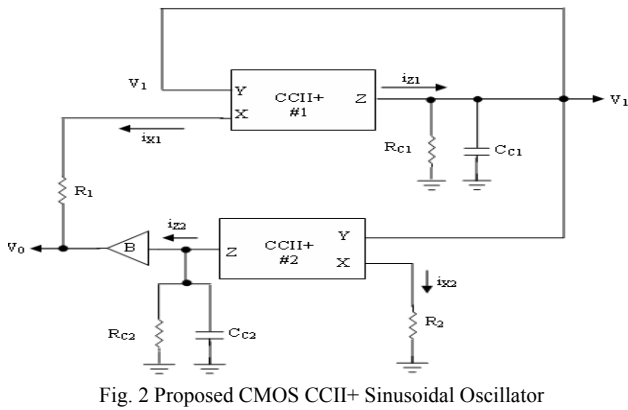 V1
Y
X
CCII+
#1
Z
iZ1
V1
iX1
R1
RC1
CC1
V0
B
iZ2
Z
CCII+
#2
Y
X
iX2
R2
RC2
CC2
Fig. 2 Proposed CMOS CCII+ Sinusoidal Oscillator